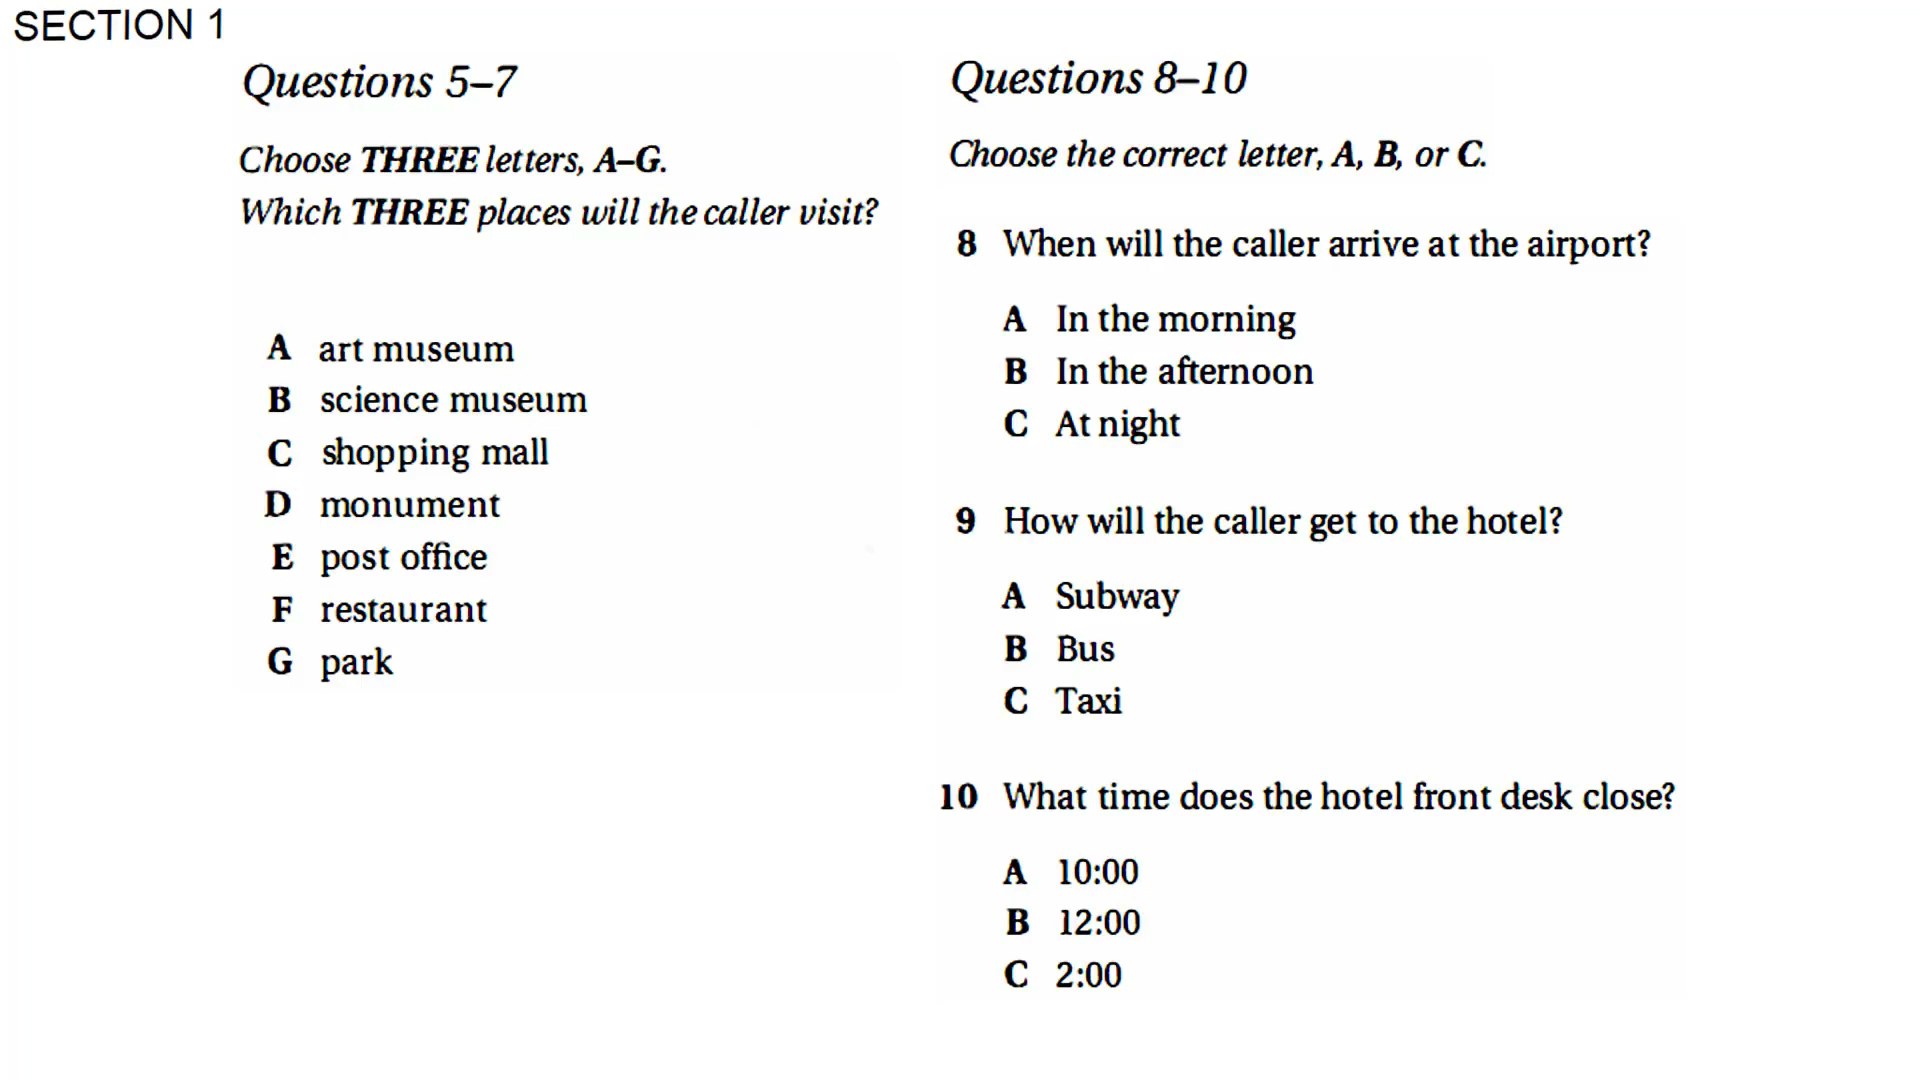 SECTION 1
Questions 5–7
Choose THREE letters, A–G.
Which THREE places will the caller visit?
A art museum
B science museum
C shopping mall
D monument
E post office
F restaurant
G park
Questions 8–10
Choose the correct letter, A, B, or C.
8 When will the caller arrive at the airport?
A In the morning
B In the afternoon
C At night
9 How will the caller get to the hotel?
A Subway
B Bus
C Taxi
10 What time does the hotel front desk close?
A 10:00
B 12:00
C 2:00